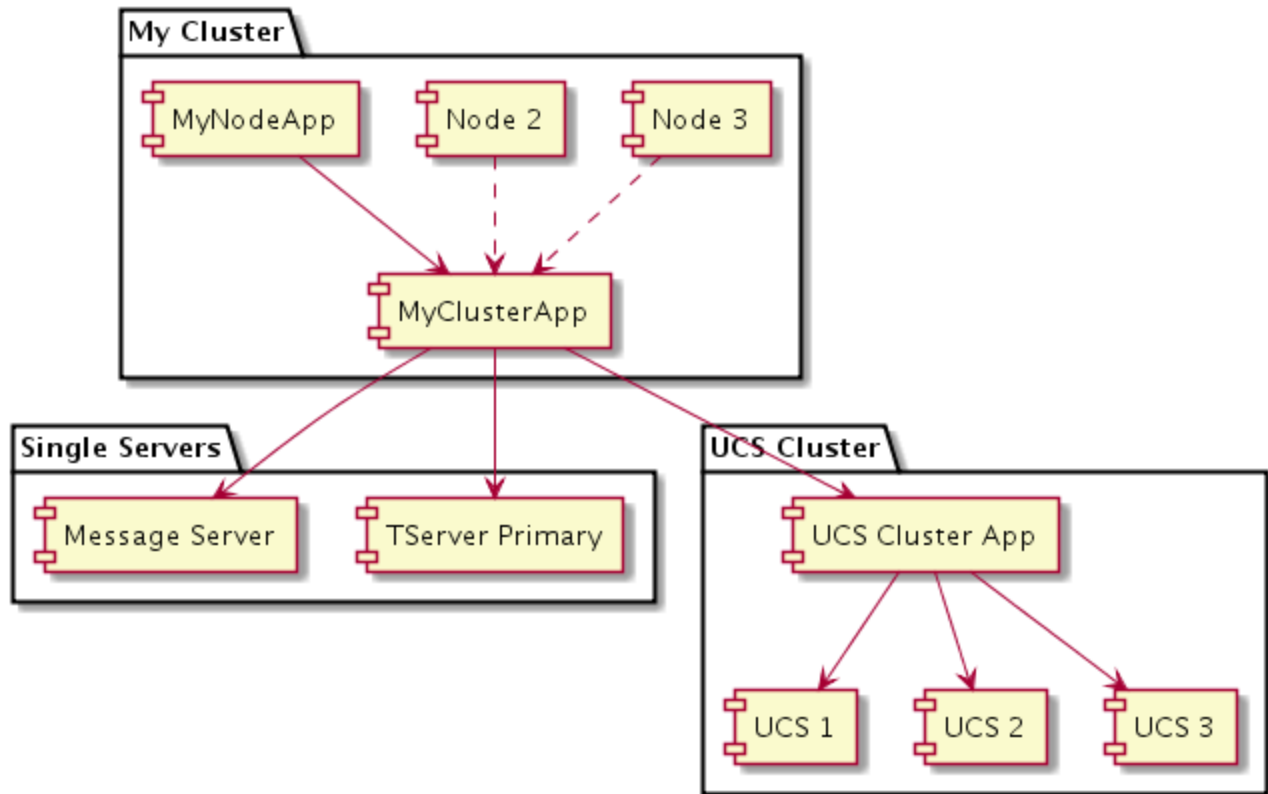 My Cluster
MyNodeApp
Node 2
Node 3
MyClusterApp
Single Servers
UCS Cluster
Message Server
TServer Primary
UCS Cluster App
UCS 1
UCS 2
UCS 3